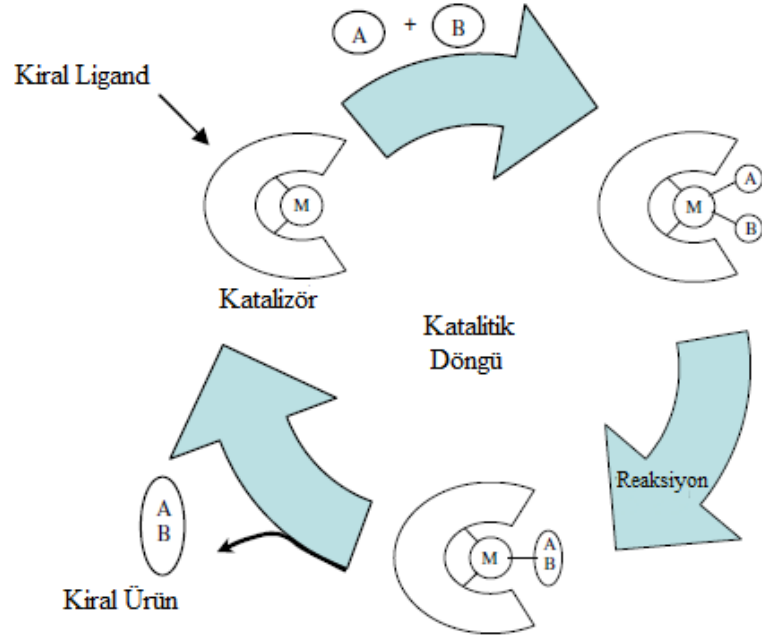 A + B
Kiral Ligand
M
Katalizör
M
A
B
Katalitik
Döngü
Reaksiyon
M
A
B
A
B
Kiral Ürün